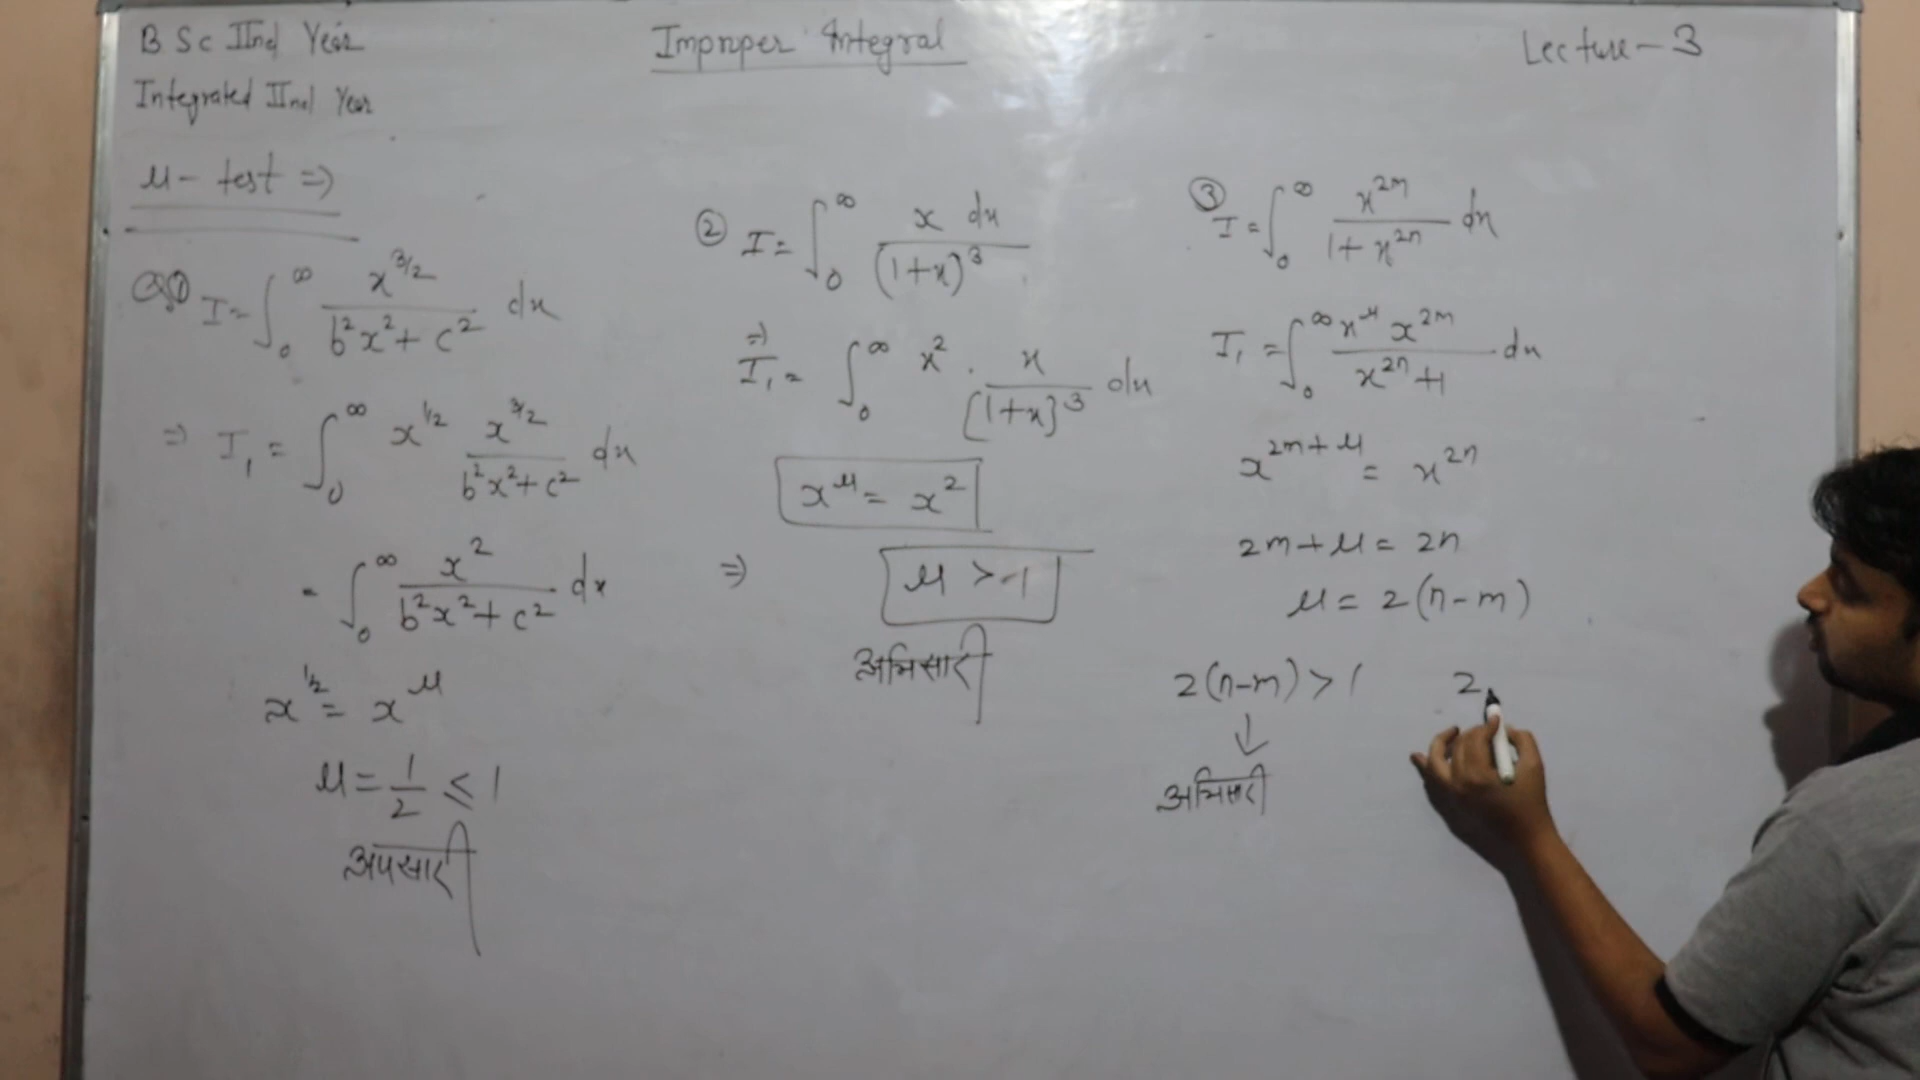 B Sc IInd Year
Integrated IInd Year
Improper Integral
Lecture - 3
μ - test ⇒
Q① I = ∫₀^∞ x^{3/2} / (b²x² + c²) dx
⇒ I₁ = ∫₀^∞ x^{1/2} x^{3/2} / (b²x² + c²) dx
= ∫₀^∞ x² / (b²x² + c²) dx
x^{1/2} = x^μ
μ = 1/2 ≤ 1
अपसारी
② I = ∫₀^∞ x dx / (1+x)³
⇒ I₁ = ∫₀^∞ x² . x / [1+x]³ dx
x^μ = x²
⇒ μ > 1
अभिसारी
③ I = ∫₀^∞ x^{2m} / (1 + x^{2n}) dx
I₁ = ∫₀^∞ x^μ x^{2m} / (x^{2n} + 1) dx
x^{2m+μ} = x^{2n}
2m + μ = 2n
μ = 2(n-m)
2(n-m) > 1 2
↓
अभिसारी